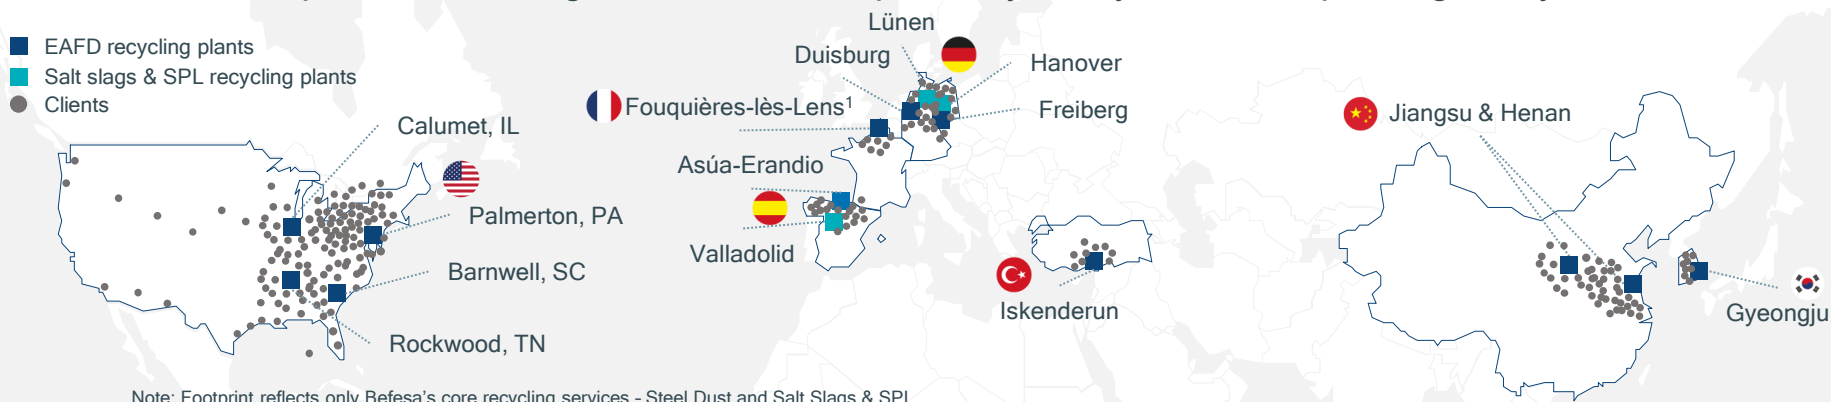 EAFD recycling plants
Salt slags & SPL recycling plants
Clients
Calumet, IL
Palmerton, PA
Barnwell, SC
Rockwood, TN
Lünen
Duisburg
Hanover
Fouquières-lès-Lens¹
Freiberg
Asúa-Erandio
Valladolid
Iskenderun
Jiangsu & Henan
Gyeongju
Note: Footprint reflects only Befesa's core recycling services - Steel Dust and Salt Slags & SPL